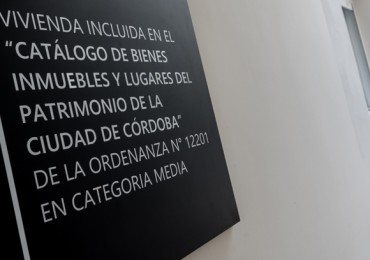 VIVIENDA INCLUIDA EN EL
"CATÁLOGO DE BIENES
INMUEBLES Y LUGARES DEL
PATRIMONIO DE LA
CIUDAD DE CÓRDOBA"
DE LA ORDENANZA N° 12201
EN CATEGORIA MEDIA